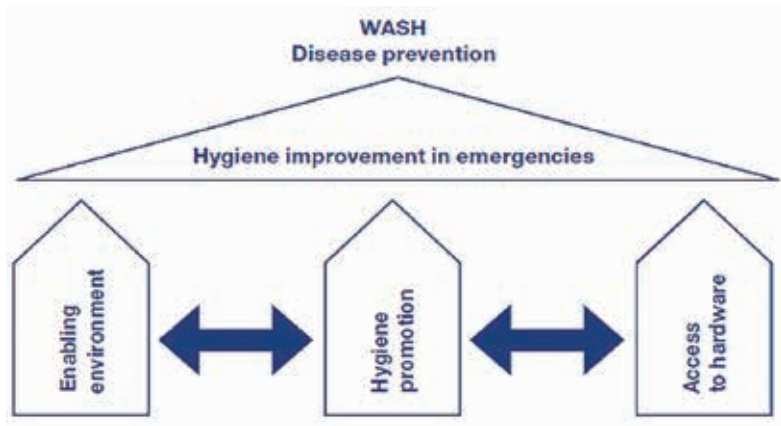 WASH
Disease prevention
Hygiene improvement in emergencies
Enabling
environment
Hygiene
promotion
Access
to hardware